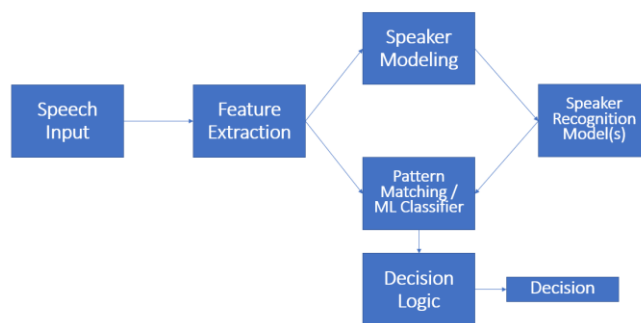 Speaker
Modeling
Speech
Input
Feature
Extraction
Speaker
Recognition
Model(s)
Pattern
Matching /
ML Classifier
Decision
Logic
Decision